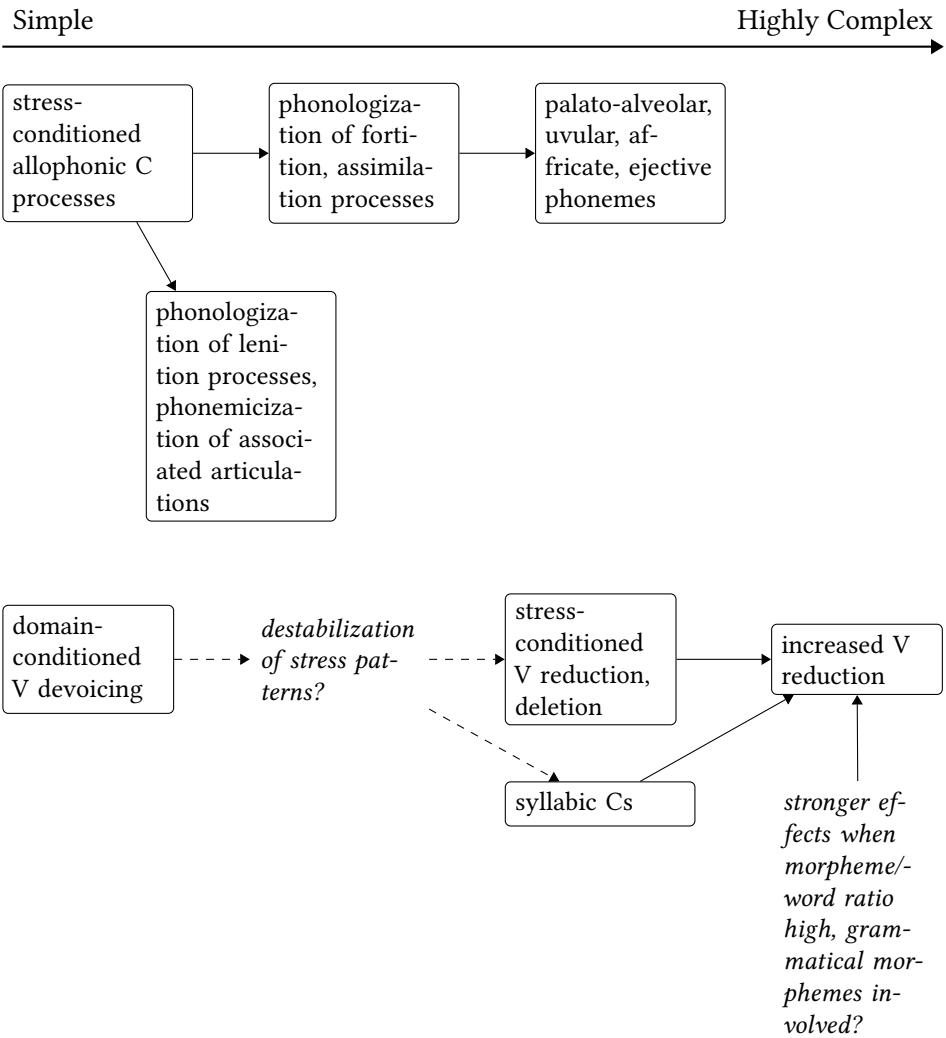 Simple
Highly Complex
stress-
conditioned
allophonic C
processes
phonologiza-
tion of forti-
tion, assimila-
tion processes
palato-alveolar,
uvular, af-
fricate, ejective
phonemes
phonologiza-
tion of leni-
tion processes,
phonemiciza-
tion of associ-
ated articula-
tions
domain-
conditioned
V devoicing
destabilization
of stress pat-
terns?
stress-
conditioned
V reduction,
deletion
increased V
reduction
syllabic Cs
stronger ef-
fects when
morpheme/-
word ratio
high, gram-
matical mor-
phemes in-
volved?